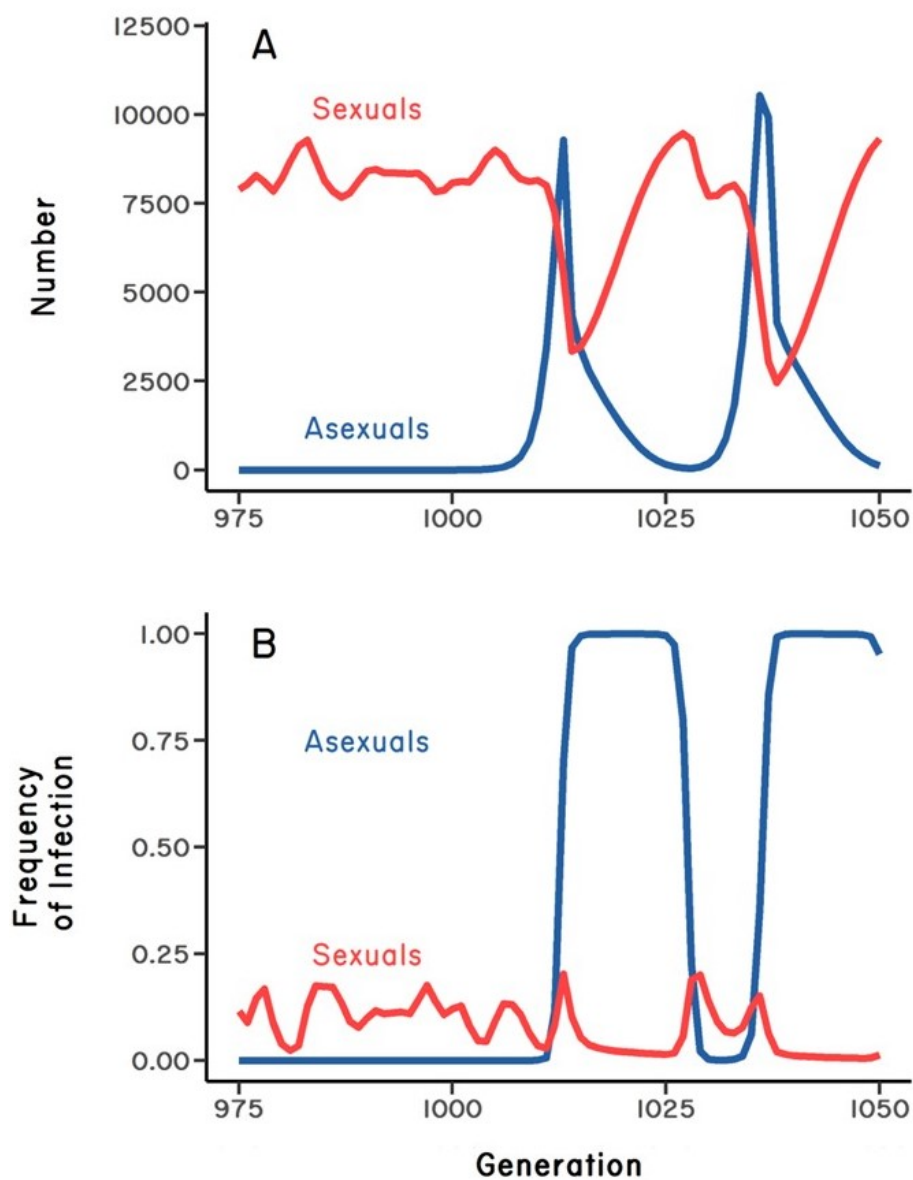 A
12500
10000
7500
5000
2500
0
Number
Sexuals
Asexuals
975
1000
1025
1050
B
1.00
0.75
0.50
0.25
0.00
Frequency
of Infection
Asexuals
Sexuals
975
1000
1025
1050
Generation